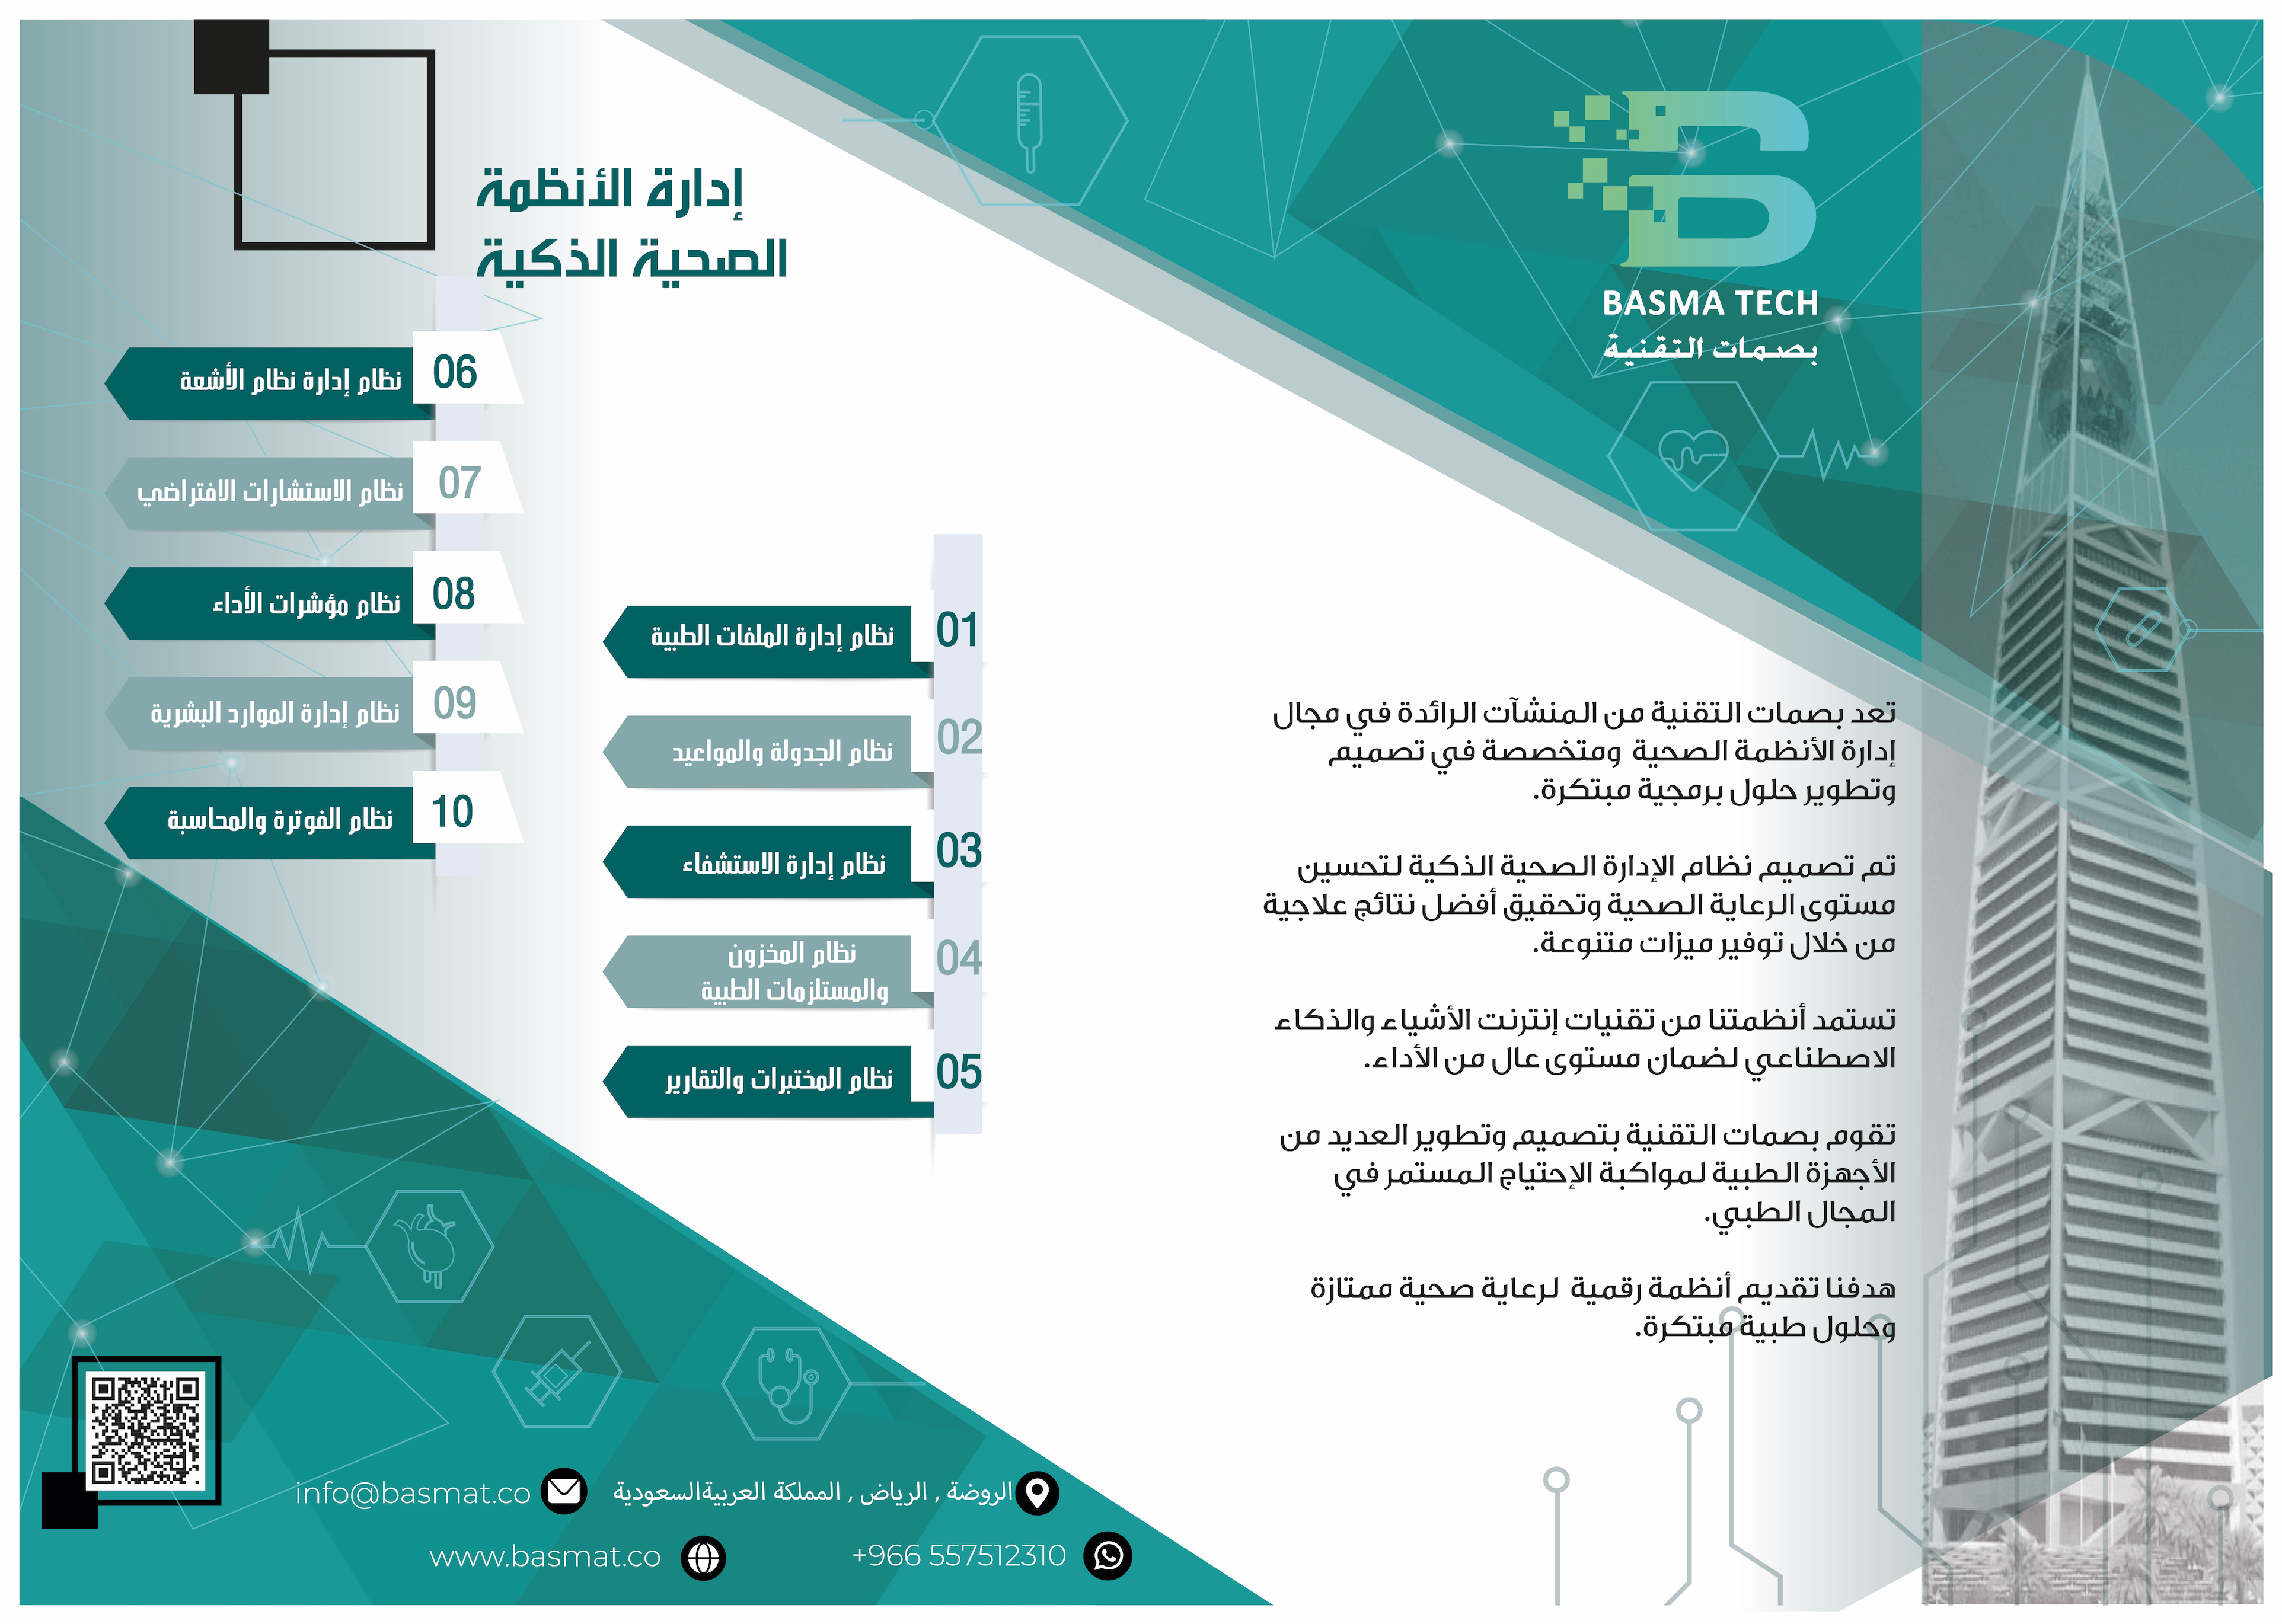 BASMA TECH
بصمات التقنية
تعد بصمات التقنية من المنشآت الرائدة في مجال
إدارة الأنظمة الصحية ومتخصصة في تصميم
وتطوير حلول برمجية مبتكرة.
تم تصميم نظام الإدارة الصحية الذكية لتحسين
مستوى الرعاية الصحية وتحقيق أفضل نتائج علاجية
من خلال توفير ميزات متنوعة.
تستمد أنظمتنا من تقنيات إنترنت الأشياء والذكاء
الاصطناعي لضمان مستوى عال من الأداء.
تقوم بصمات التقنية بتصميم وتطوير العديد من
الأجهزة الطبية لمواكبة الإحتياج المستمر في
المجال الطبي.
هدفنا تقديم أنظمة رقمية لرعاية صحية ممتازة
وحلول طبية مبتكرة.
إدارة الأنظمة
الصحية الذكية
01 نظام إدارة الملفات الطبية
02 نظام الجدولة والمواعيد
03 نظام إدارة الاستشفاء
04 نظام المخزون
والمستلزمات الطبية
05 نظام المختبرات والتقارير
06 نظام إدارة نظام الأشعة
07 نظام الاستشارات الافتراضي
08 نظام مؤشرات الأداء
09 نظام إدارة الموارد البشرية
10 نظام الفوترة والمحاسبة
الروضة , الرياض , المملكة العربيةالسعودية
info@basmat.co
+966 557512310
www.basmat.co